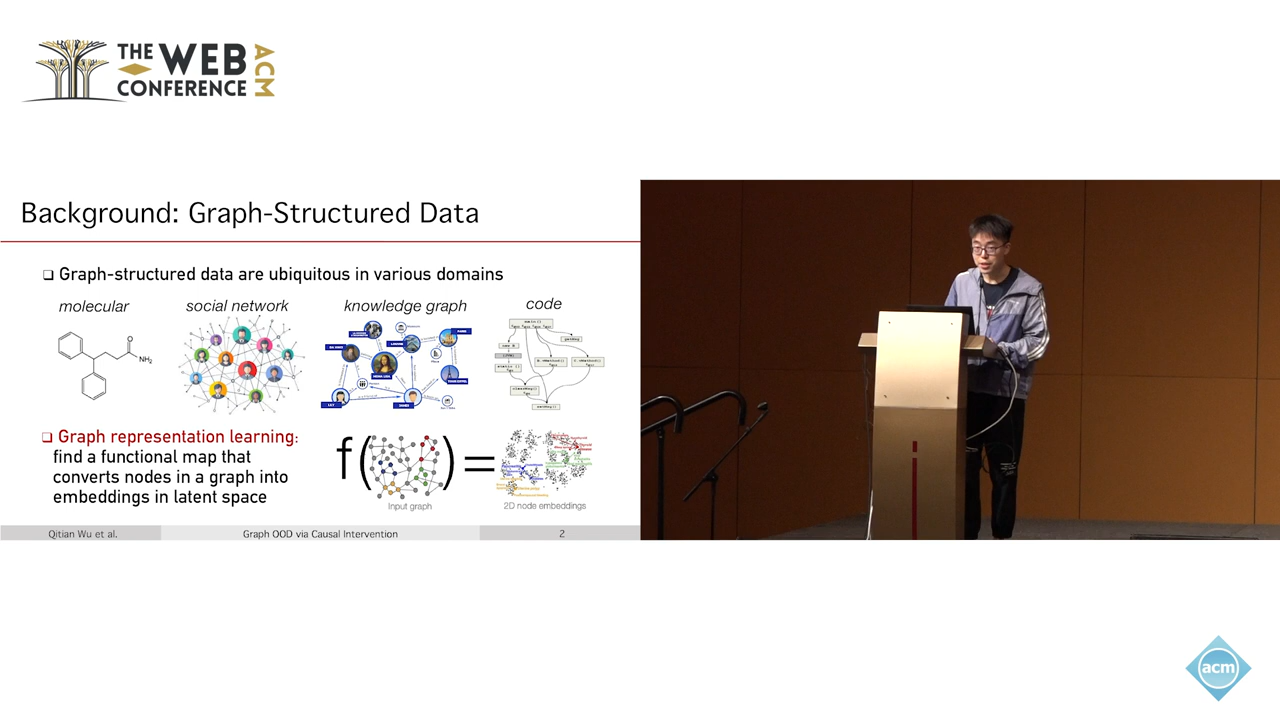 THE WEB
CONFERENCE
ACM
Background: Graph-Structured Data
❑ Graph-structured data are ubiquitous in various domains
molecular
social network
knowledge graph
code
O
NH₂
❑ Graph representation learning:
find a functional map that
converts nodes in a graph into
embeddings in latent space
f( ) =
Input graph
2D node embeddings
Qitian Wu et al.
Graph OOD via Causal Intervention
2
acm